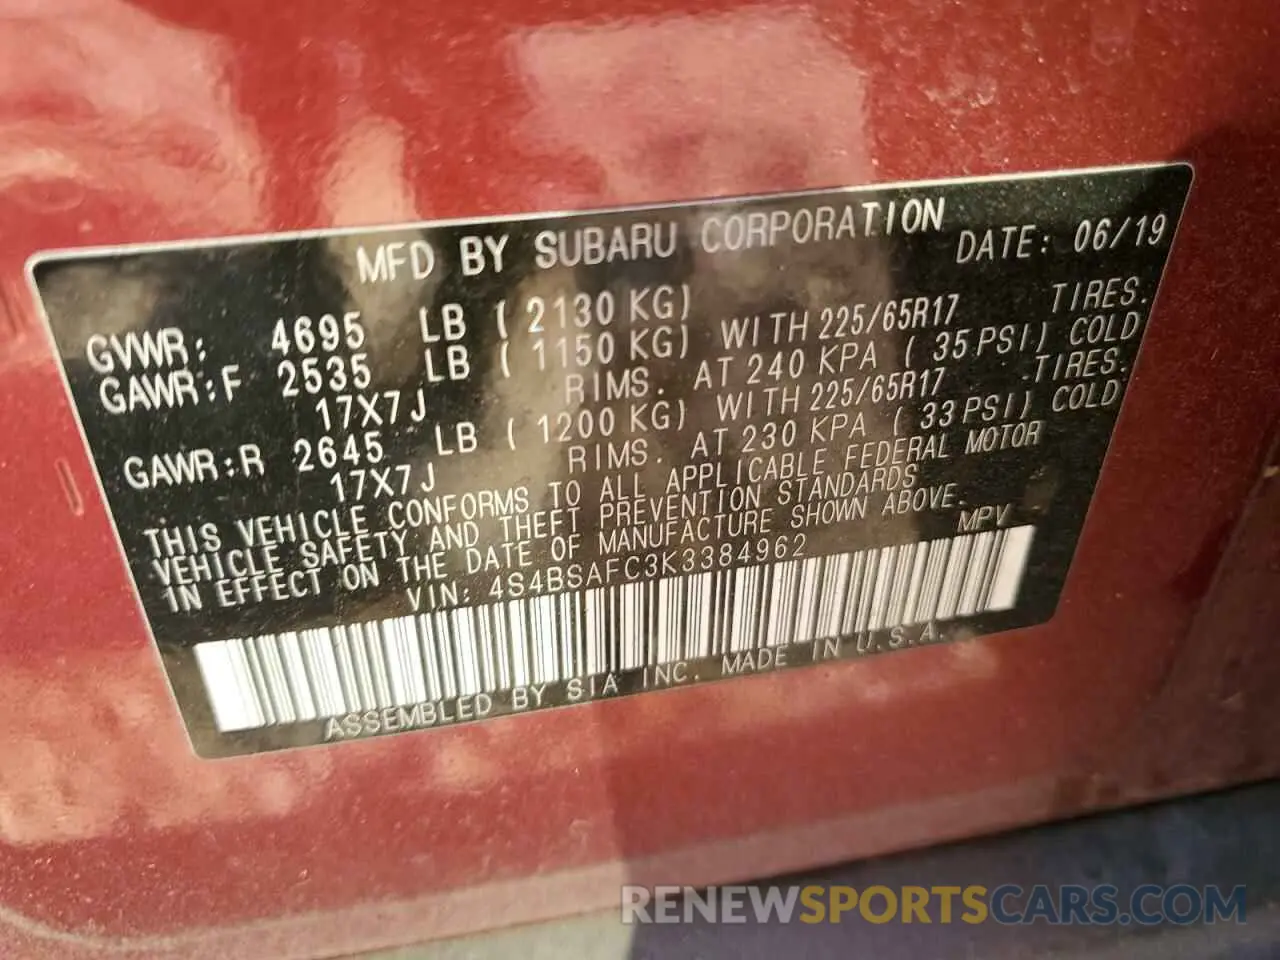 MFD BY SUBARU CORPORATION DATE: 06/19
GVWR: 4695 LB ( 2130 KG)
GAWR:F 2535 LB ( 1150 KG) WITH 225/65R17 TIRES.
17X7J RIMS. AT 240 KPA ( 35PSI) COLD
GAWR:R 2645 LB ( 1200 KG) WITH 225/65R17 TIRES.
17X7J RIMS. AT 230 KPA ( 33PSI) COLD
THIS VEHICLE CONFORMS TO ALL APPLICABLE FEDERAL MOTOR
VEHICLE SAFETY AND THEFT PREVENTION STANDARDS
IN EFFECT ON THE DATE OF MANUFACTURE SHOWN ABOVE.
VIN: 4S4BSAFC3K3384962 MPV
ASSEMBLED BY SIA INC. MADE IN U.S.A.
RENEWSPORTSCARS.COM